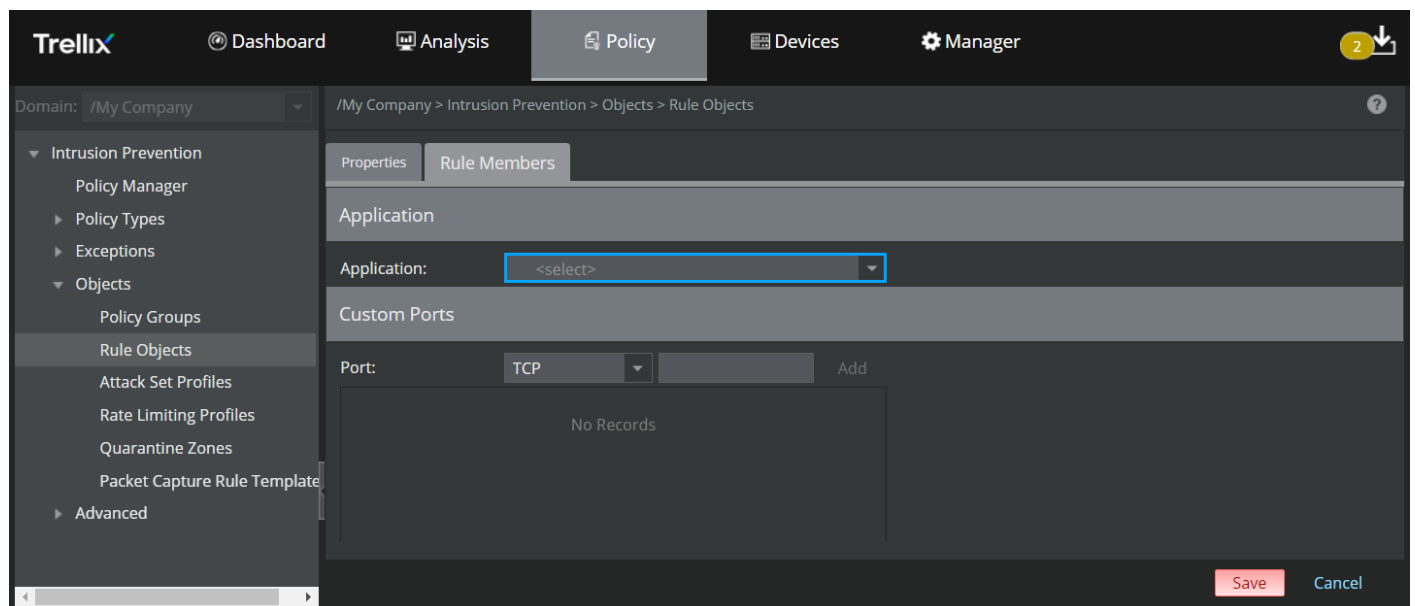 Trellix Dashboard Analysis Policy Devices Manager 2
Domain: /My Company
/My Company > Intrusion Prevention > Objects > Rule Objects ?
Intrusion Prevention
Policy Manager
Policy Types
Exceptions
Objects
Policy Groups
Rule Objects
Attack Set Profiles
Rate Limiting Profiles
Quarantine Zones
Packet Capture Rule Template
Advanced
Properties Rule Members
Application
Application: <select>
Custom Ports
Port: TCP Add
No Records
Save Cancel